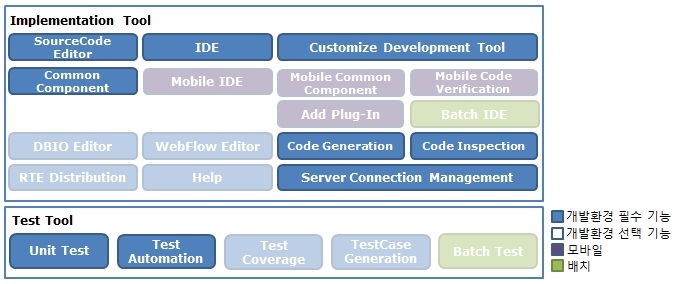 Implementation Tool
SourceCode
Editor
IDE
Customize Development Tool
Common
Component
Mobile IDE
Mobile Common
Component
Mobile Code
Verification
Add Plug-In
Batch IDE
DBIO Editor
WebFlow Editor
Code Generation
Code Inspection
RTE Distribution
Help
Server Connection Management
Test Tool
Unit Test
Test
Automation
Test
Coverage
TestCase
Generation
Batch Test
개발환경 필수 기능
개발환경 선택 기능
모바일
배치